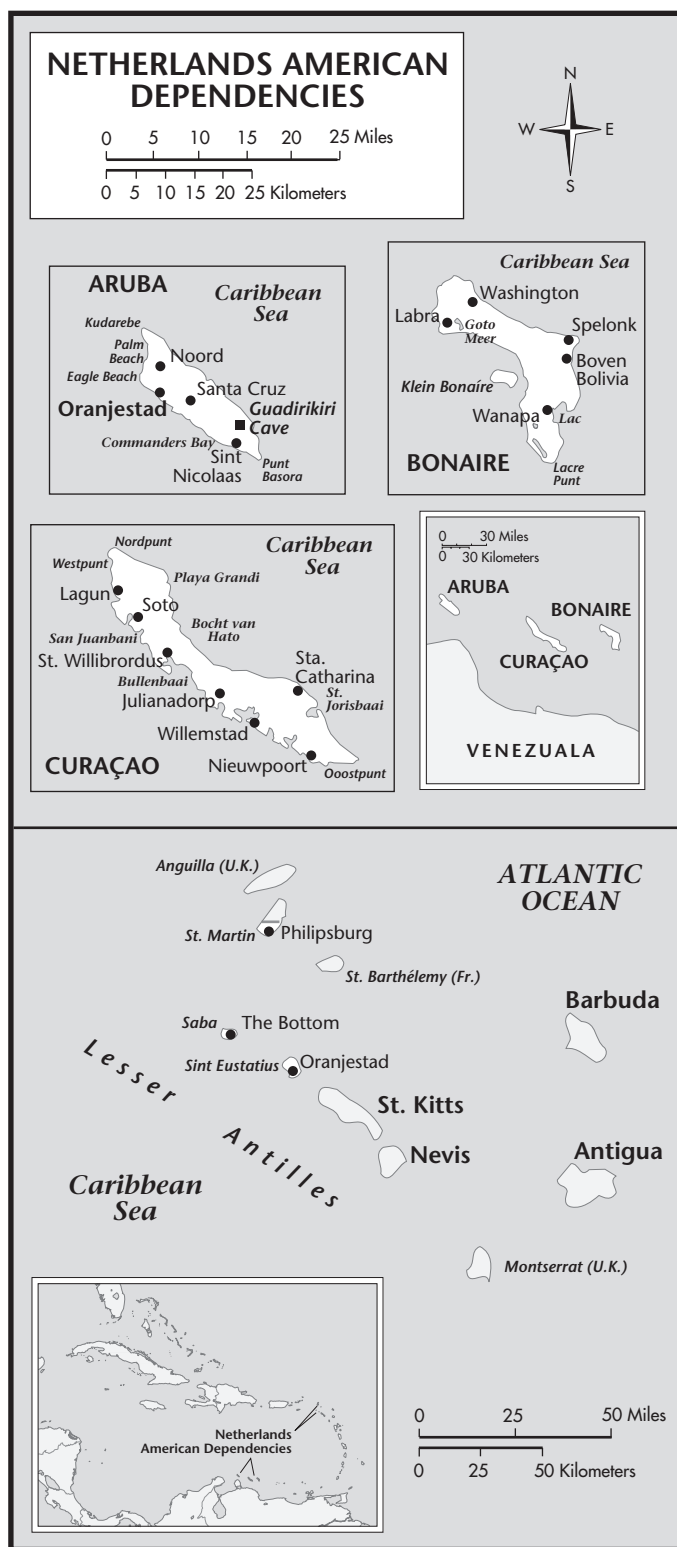 NETHERLANDS AMERICAN
DEPENDENCIES
0 5 10 15 20 25 Miles
0 5 10 15 20 25 Kilometers
N
W E
S
ARUBA
Caribbean
Sea
Kudarebe
Palm
Beach
Noord
Eagle Beach
Santa Cruz
Oranjestad
Guadirikiri
Cave
Commanders Bay
Sint
Nicolaas
Punt
Basora
Caribbean Sea
Washington
Labra
Goto
Meer
Spelonk
Boven
Bolivia
Klein Bonaire
Wanapa
Lac
BONAIRE
Lacre
Punt
Nordpunt
Caribbean
Sea
Westpunt
Playa Grandi
Lagun
Soto
Bocht van
Hato
San Juanbani
St. Willibrordus
Sta.
Catharina
Bullenbaai
St.
Jorisbaai
Julianadorp
Willemstad
CURAÇAO
Nieuwpoort
Ooostpunt
0 30 Miles
0 30 Kilometers
ARUBA
BONAIRE
CURAÇAO
VENEZUALA
Anguilla (U.K.)
ATLANTIC
OCEAN
St. Martin
Philipsburg
St. Barthélemy (Fr.)
Barbuda
Saba
The Bottom
Sint Eustatius
Oranjestad
Lesser
Antilles
St. Kitts
Nevis
Antigua
Caribbean
Sea
Montserrat (U.K.)
Netherlands
American Dependencies
0 25 50 Miles
0 25 50 Kilometers